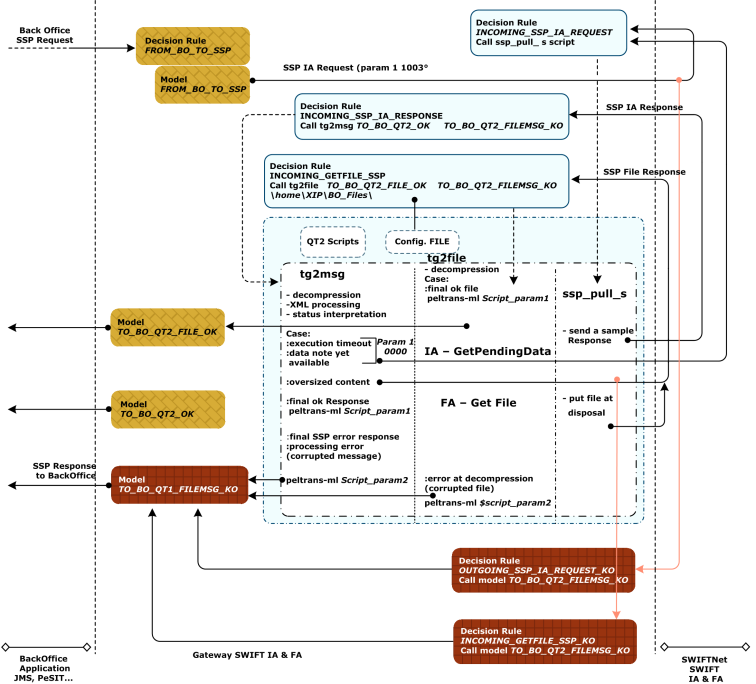 Back Office
SSP Request
Decision Rule
FROM_BO_TO_SSP
Model
FROM_BO_TO_SSP
SSP IA Request (param 1 1003°
Decision Rule
INCOMING_SSP_IA_REQUEST
Call ssp_pull_ s script
Decision Rule
INCOMING_SSP_IA_RESPONSE
Call tg2msg TO_BO_QT2_OK TO_BO_QT2_FILEMSG_KO
SSP IA Response
Decision Rule
INCOMING_GETFILE_SSP
Call tg2file TO_BO_QT2_FILE_OK TO_BO_QT2_FILEMSG_KO
\home\XIP\BO_Files\
SSP File Response
QT2 Scripts
Config. FILE
tg2msg
- decompression
-XML processing
- status interpretation
Case:
:execution timeout
:data note yet
available
Param 1
0000
:oversized content
:final ok Response
peltrans-ml Script_param1
:final SSP error response
:processing error
(corrupted message)
peltrans-ml Script_param2
tg2file
- decompression
Case:
:final ok file
peltrans-ml Script_param1
IA – GetPendingData
FA – Get File
:error at decompression
(corrupted file)
peltrans-ml $script_param2
ssp_pull_s
- send a sample
Response
- put file at
disposal
Model
TO_BO_QT2_FILE_OK
Model
TO_BO_QT2_OK
SSP Response
to BackOffice
Model
TO_BO_QT1_FILEMSG_KO
Decision Rule
OUTGOING_SSP_IA_REQUEST_KO
Call model TO_BO_QT2_FILEMSG_KO
Decision Rule
INCOMING_GETFILE_SSP_KO
Call model TO_BO_QT2_FILEMSG_KO
BackOffice
Application
JMS, PeSIT...
Gateway SWIFT IA & FA
SWIFTNet
SWIFT
IA & FA